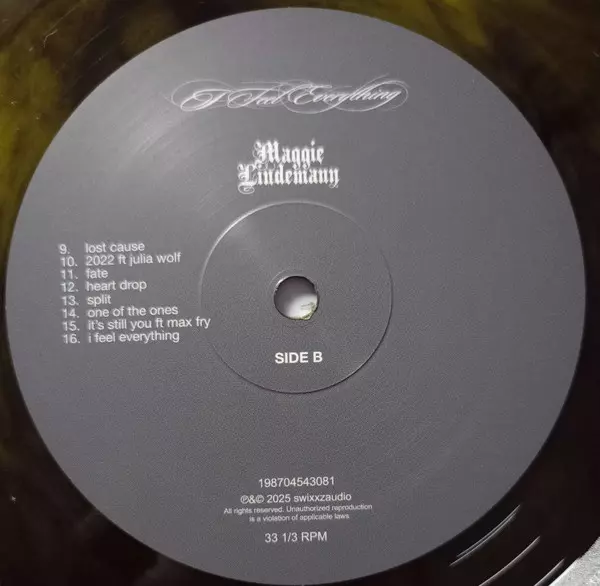 I Feel Everything
Maggie
Lindemann
9. lost cause
10. 2022 ft julia wolf
11. fate
12. heart drop
13. split
14. one of the ones
15. it's still you ft max fry
16. i feel everything
SIDE B
198704543081
℗&© 2025 swixxzaudio
All rights reserved. Unauthorized reproduction
is a violation of applicable laws.
33 1/3 RPM